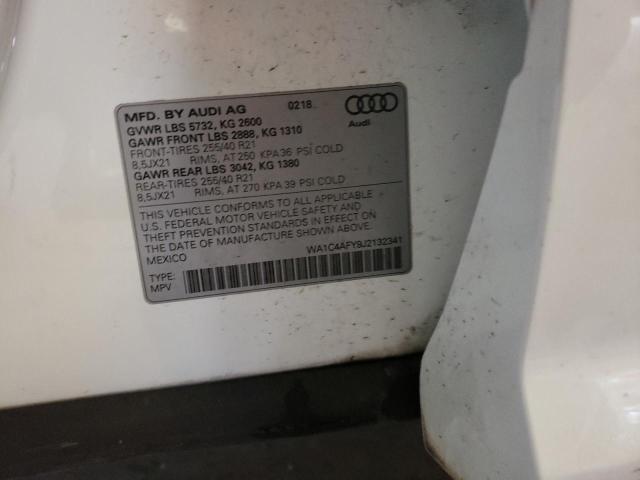 MFD. BY AUDI AG 0218
GVWR LBS 5732, KG 2600
GAWR FRONT LBS 2888, KG 1310
FRONT-TIRES 255/40 R21
8,5JX21 RIMS, AT 250 KPA 36 PSI COLD
GAWR REAR LBS 3042, KG 1380
REAR-TIRES 255/40 R21
8,5JX21 RIMS, AT 270 KPA 39 PSI COLD
Audi
THIS VEHICLE CONFORMS TO ALL APPLICABLE
U.S. FEDERAL MOTOR VEHICLE SAFETY AND
THEFT PREVENTION STANDARDS IN EFFECT ON
THE DATE OF MANUFACTURE SHOWN ABOVE.
MEXICO WA1C4AFY9J2132341
TYPE:
MPV